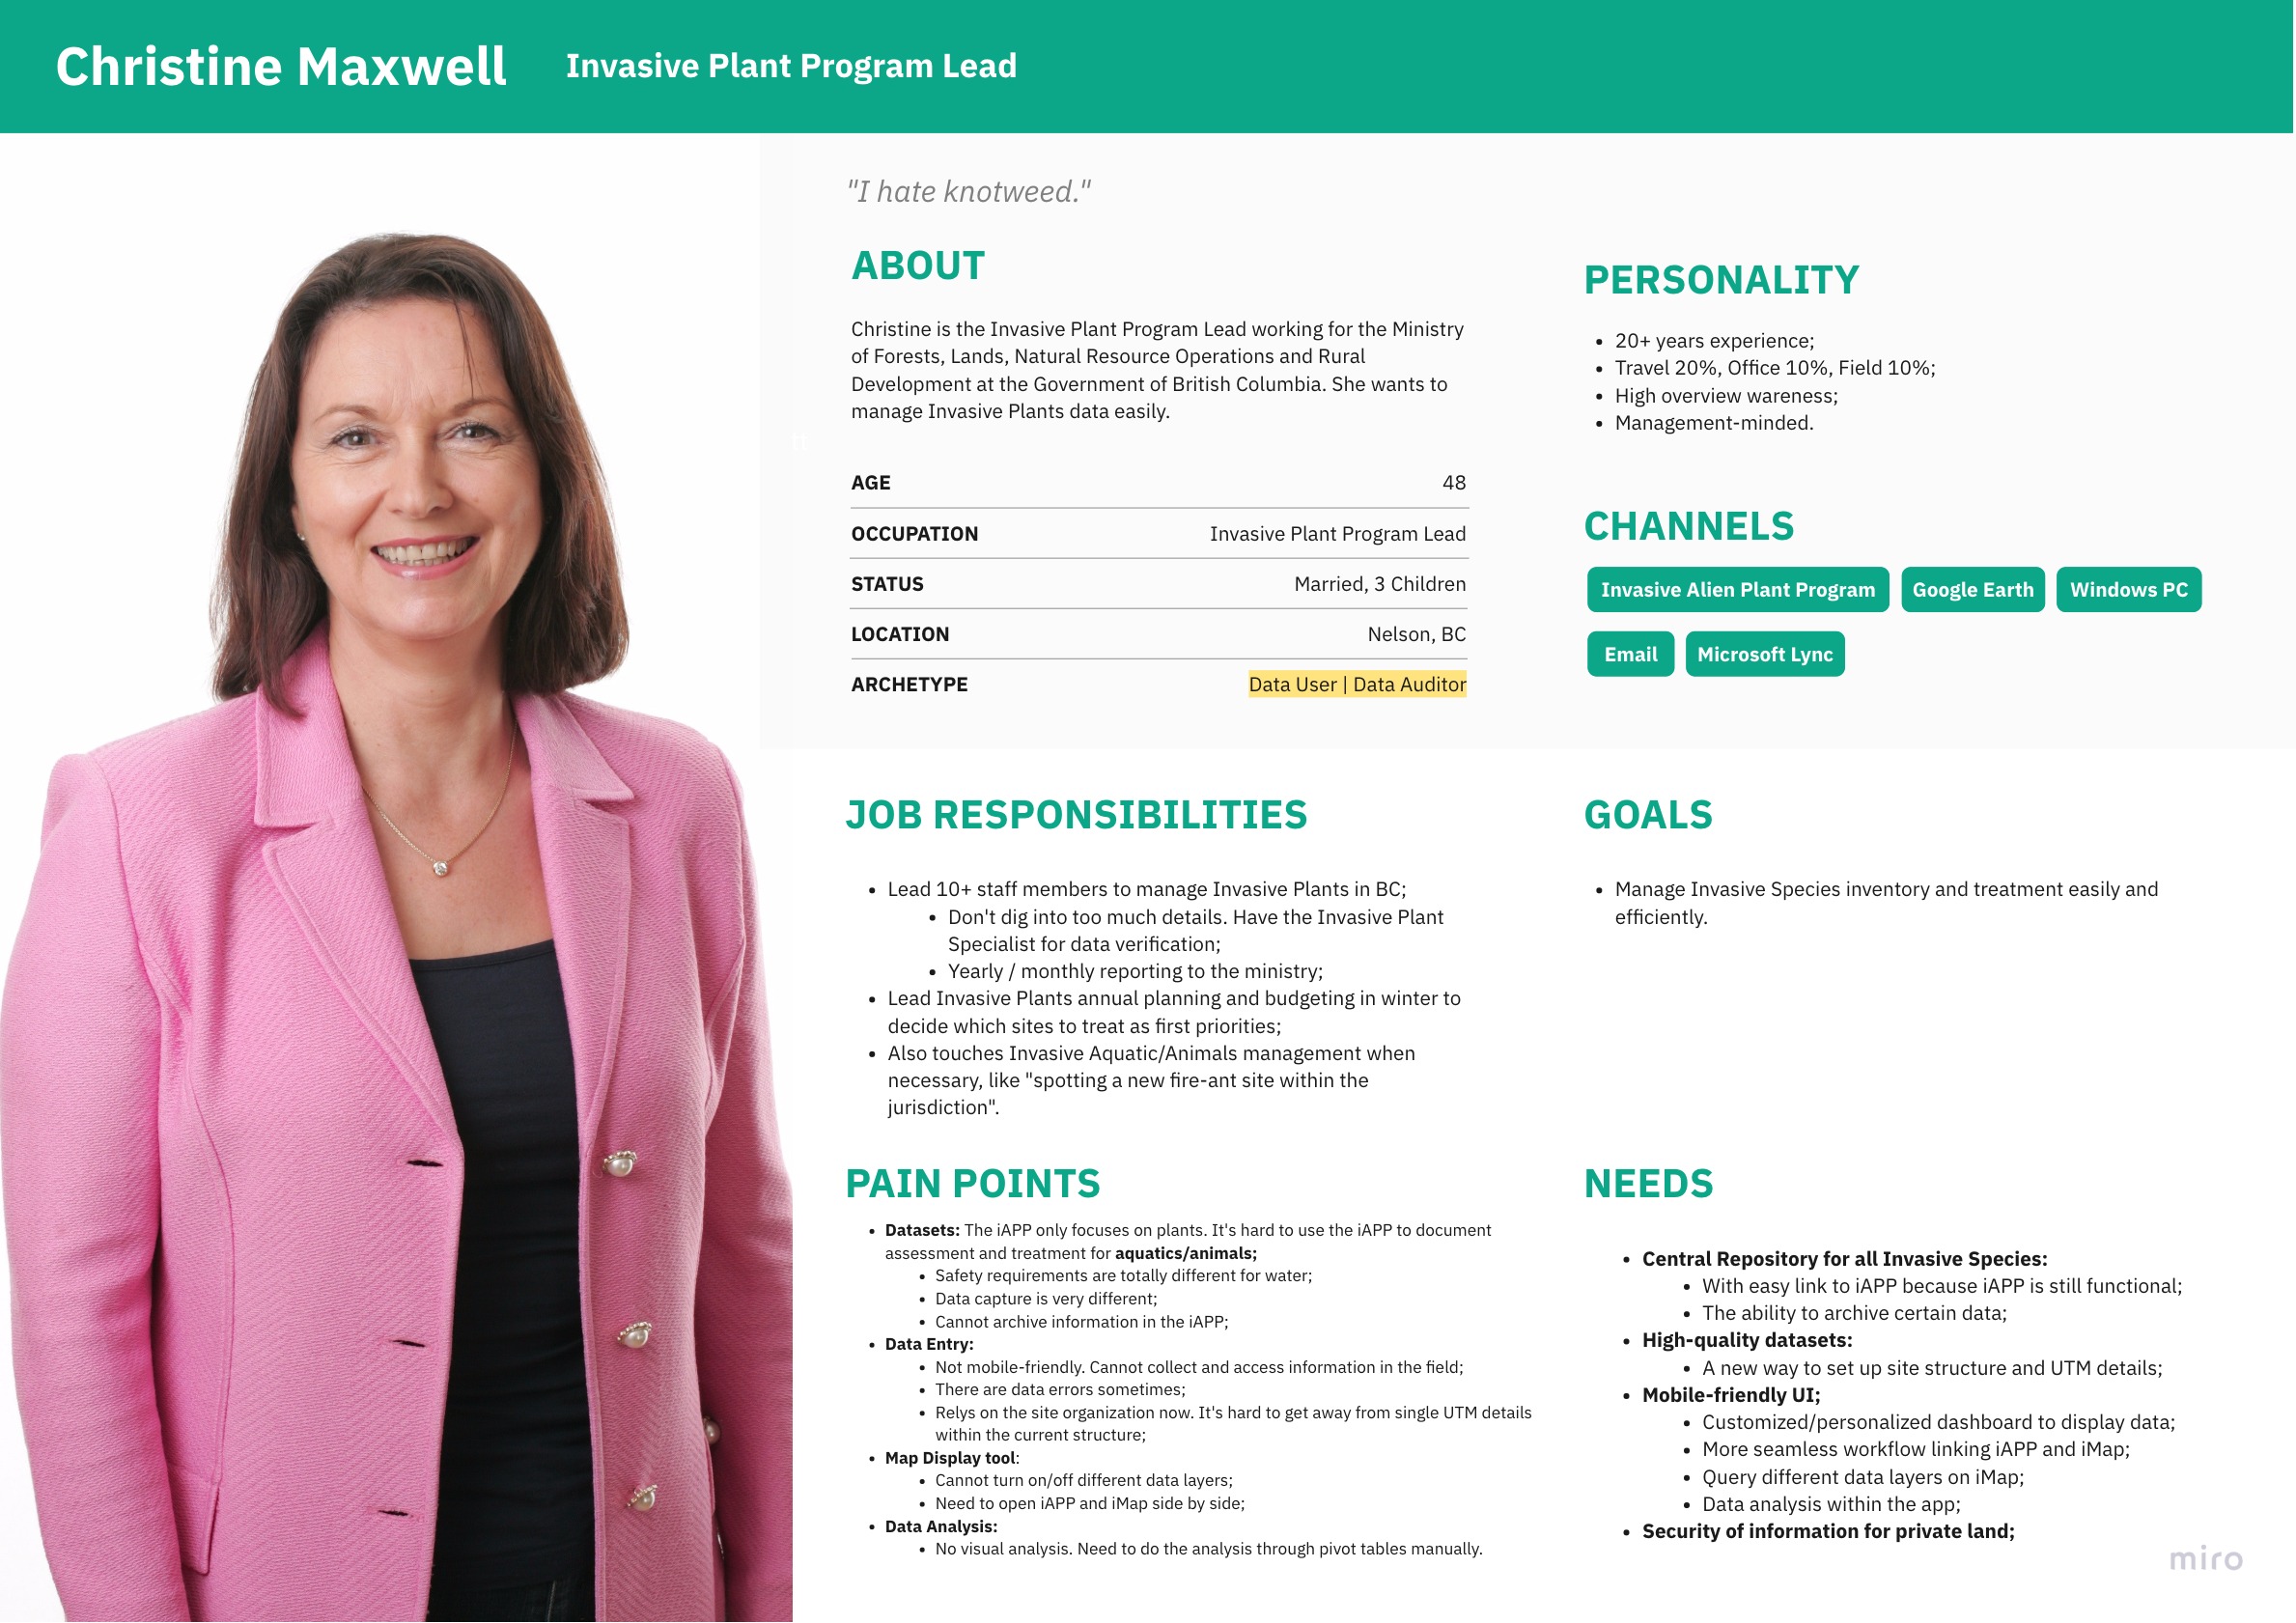 Christine Maxwell
Invasive Plant Program Lead
"I hate knotweed."
ABOUT
Christine is the Invasive Plant Program Lead working for the Ministry
of Forests, Lands, Natural Resource Operations and Rural
Development at the Government of British Columbia. She wants to
manage Invasive Plants data easily.
tt
AGE 48
OCCUPATION Invasive Plant Program Lead
STATUS Married, 3 Children
LOCATION Nelson, BC
ARCHETYPE Data User | Data Auditor
PERSONALITY
• 20+ years experience;
• Travel 20%, Office 10%, Field 10%;
• High overview wareness;
• Management-minded.
CHANNELS
Invasive Alien Plant Program Google Earth Windows PC
Email Microsoft Lync
JOB RESPONSIBILITIES
• Lead 10+ staff members to manage Invasive Plants in BC;
• Don't dig into too much details. Have the Invasive Plant
Specialist for data verification;
• Yearly / monthly reporting to the ministry;
• Lead Invasive Plants annual planning and budgeting in winter to
decide which sites to treat as first priorities;
• Also touches Invasive Aquatic/Animals management when
necessary, like "spotting a new fire-ant site within the
jurisdiction".
GOALS
• Manage Invasive Species inventory and treatment easily and
efficiently.
PAIN POINTS
• Datasets: The iAPP only focuses on plants. It's hard to use the iAPP to document
assessment and treatment for aquatics/animals;
• Safety requirements are totally different for water;
• Data capture is very different;
• Cannot archive information in the iAPP;
• Data Entry:
• Not mobile-friendly. Cannot collect and access information in the field;
• There are data errors sometimes;
• Relys on the site organization now. It's hard to get away from single UTM details
within the current structure;
• Map Display tool:
• Cannot turn on/off different data layers;
• Need to open iAPP and iMap side by side;
• Data Analysis:
• No visual analysis. Need to do the analysis through pivot tables manually.
NEEDS
• Central Repository for all Invasive Species:
• With easy link to iAPP because iAPP is still functional;
• The ability to archive certain data;
• High-quality datasets:
• A new way to set up site structure and UTM details;
• Mobile-friendly UI;
• Customized/personalized dashboard to display data;
• More seamless workflow linking iAPP and iMap;
• Query different data layers on iMap;
• Data analysis within the app;
• Security of information for private land;
miro